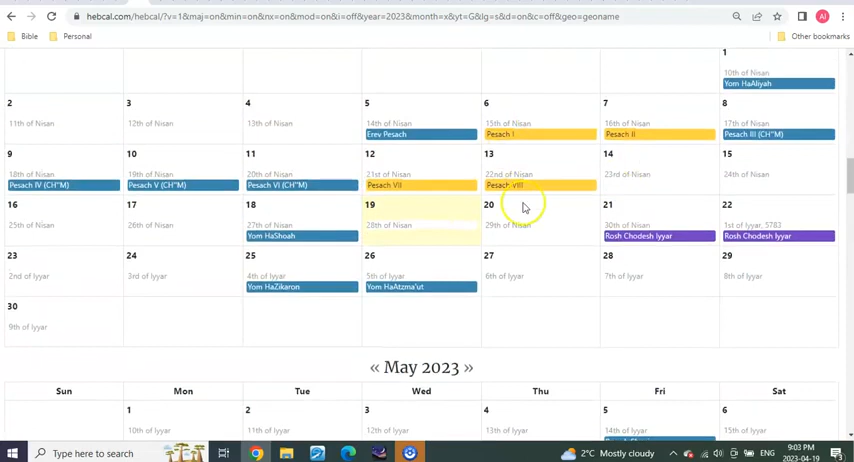 hebcal.com/hebcal/?v=1&maj=on&min=on&nx=on&mod=on&i=off&year=2023&month=x&yt=G&lg=s&d=on&c=off&geo=geoname
AI
Bible
Personal
Other bookmarks
1
10th of Nisan
Yom HaAliyah
2 3 4 5 6 7 8
11th of Nisan 12th of Nisan 13th of Nisan 14th of Nisan 15th of Nisan 16th of Nisan 17th of Nisan
Erev Pesach Pesach I Pesach II Pesach III (CH"M)
9 10 11 12 13 14 15
18th of Nisan 19th of Nisan 20th of Nisan 21st of Nisan 22nd of Nisan 23rd of Nisan 24th of Nisan
Pesach IV (CH"M) Pesach V (CH"M) Pesach VI (CH"M) Pesach VII Pesach VIII
16 17 18 19 20 21 22
25th of Nisan 26th of Nisan 27th of Nisan 28th of Nisan 29th of Nisan 30th of Nisan 1st of Iyyar, 5783
Yom HaShoah Rosh Chodesh Iyyar Rosh Chodesh Iyyar
23 24 25 26 27 28 29
2nd of Iyyar 3rd of Iyyar 4th of Iyyar 5th of Iyyar 6th of Iyyar 7th of Iyyar 8th of Iyyar
Yom HaZikaron Yom HaAtzma'ut
30
9th of Iyyar
« May 2023 »
Sun Mon Tue Wed Thu Fri Sat
1 2 3 4 5 6
10th of Iyyar 11th of Iyyar 12th of Iyyar 13th of Iyyar 14th of Iyyar 15th of Iyyar
Type here to search
2°C Mostly cloudy
ENG
9:03 PM
2023-04-19
3